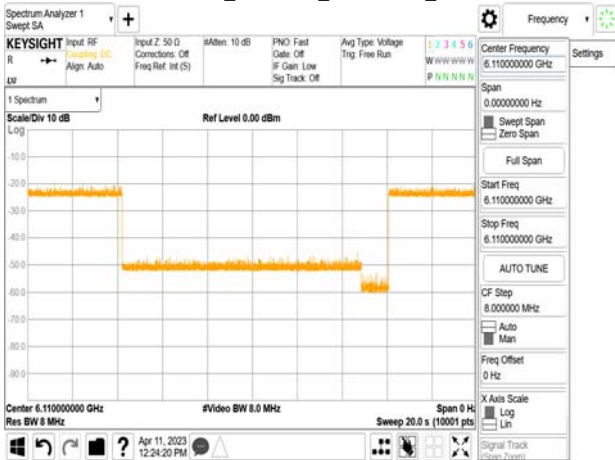 Spectrum Analyzer 1
Swept SA
Frequency
KEYSIGHT
R
Input: RF
Coupling: DC
Align: Auto
Input Z: 50 Ω
Corrections: Off
Freq Ref: Int (S)
#Atten: 10 dB
PNO: Fast
Gate: Off
IF Gain: Low
Sig Track: Off
Avg Type: Voltage
Trig: Free Run
1 2 3 4 5 6
W W W W W W
P N N N N N
Settings
Center Frequency
6.110000000 GHz
Span
0.00000000 Hz
Swept Span
Zero Span
Full Span
Start Freq
6.110000000 GHz
Stop Freq
6.110000000 GHz
AUTO TUNE
CF Step
8.000000 MHz
Auto
Man
Freq Offset
0 Hz
X Axis Scale
Log
Lin
Signal Track
(Span Zoom)
1 Spectrum
Scale/Div 10 dB
Ref Level 0.00 dBm
Log
-10.0
-20.0
-30.0
-40.0
-50.0
-60.0
-70.0
-80.0
-90.0
Center 6.110000000 GHz
#Video BW 8.0 MHz
Span 0 Hz
Res BW 8 MHz
Sweep 20.0 s (10001 pts
?
Apr 11, 2023
12:24:20 PM